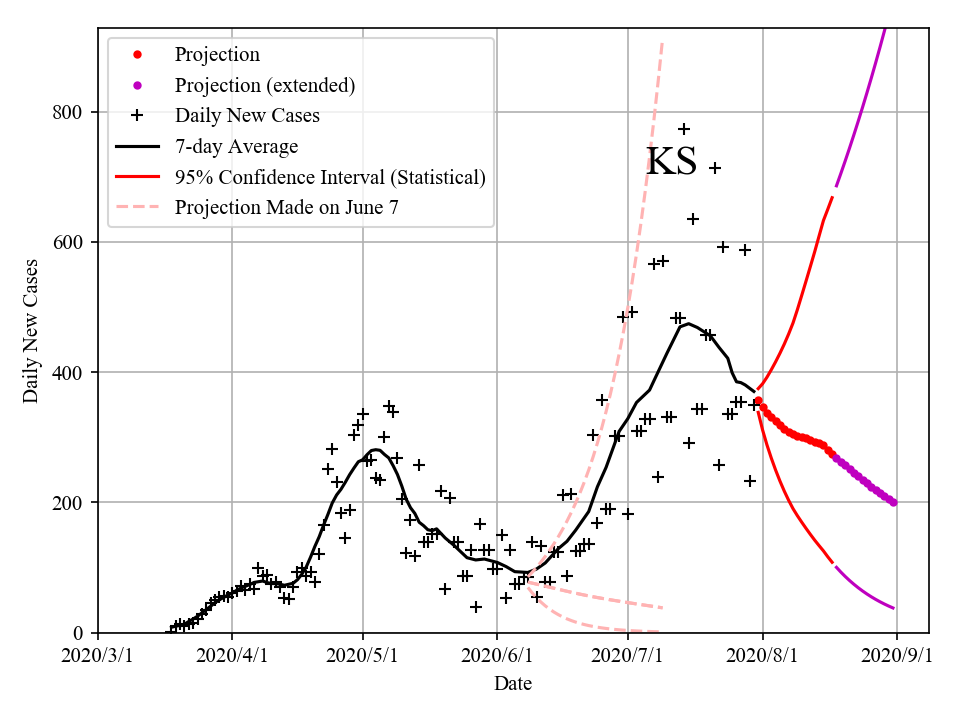 Projection
Projection (extended)
Daily New Cases
7-day Average
95% Confidence Interval (Statistical)
Projection Made on June 7
KS
Daily New Cases
800
600
400
200
0
2020/3/1 2020/4/1 2020/5/1 2020/6/1 2020/7/1 2020/8/1 2020/9/1
Date